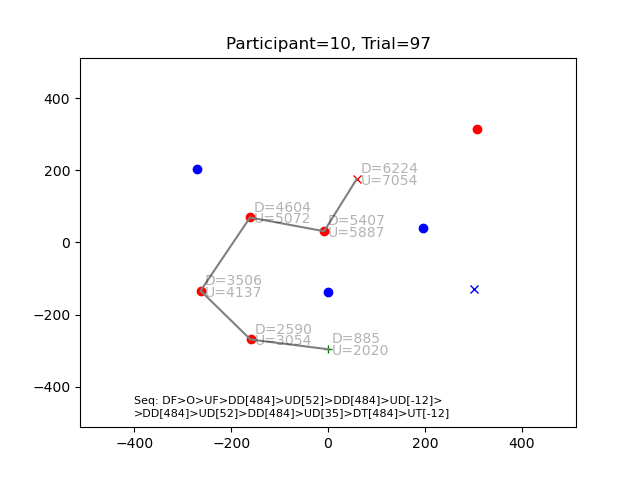 Participant=10, Trial=97
400
200
0
−200
−400
D=6224
U=7054
D=4604
U=5072
D=5407
U=5887
D=3506
U=4137
D=2590
U=3054
D=885
U=2020
Seq: DF>O>UF>DD[484]>UD[52]>DD[484]>UD[-12]>
>DD[484]>UD[52]>DD[484]>UD[35]>DT[484]>UT[-12]
−400 −200 0 200 400